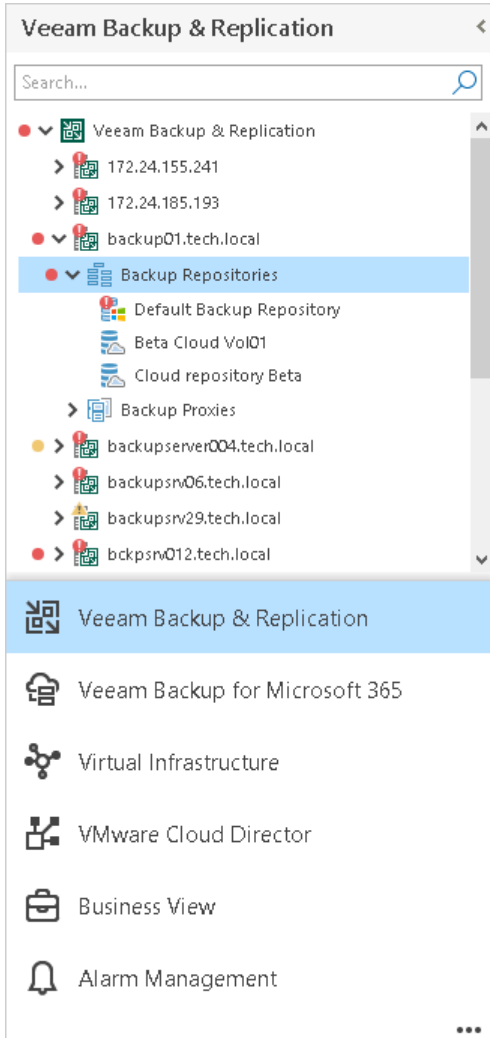 Veeam Backup & Replication
Search...
Veeam Backup & Replication
172.24.155.241
172.24.185.193
backup01.tech.local
Backup Repositories
Default Backup Repository
Beta Cloud Vol01
Cloud repository Beta
Backup Proxies
backupserver004.tech.local
backupsrv06.tech.local
backupsrv29.tech.local
bckpsrv012.tech.local
Veeam Backup & Replication
Veeam Backup for Microsoft 365
Virtual Infrastructure
VMware Cloud Director
Business View
Alarm Management